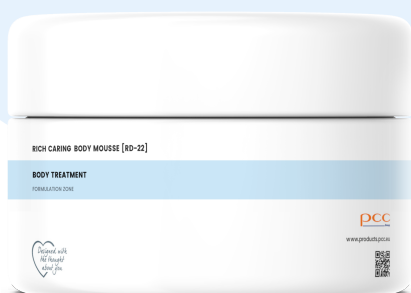 RICH CARING BODY MOUSSE [RD-22]
BODY TREATMENT
FORMULATION ZONE
pcc
www.products.pcc.eu
Designed with
the thought
about you